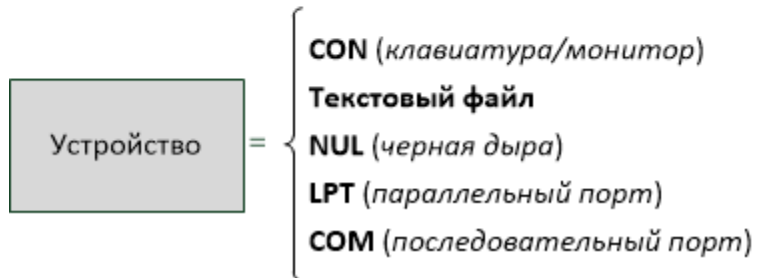 Устройство =
CON (клавиатура/монитор)
Текстовый файл
NUL (черная дыра)
LPT (параллельный порт)
COM (последовательный порт)